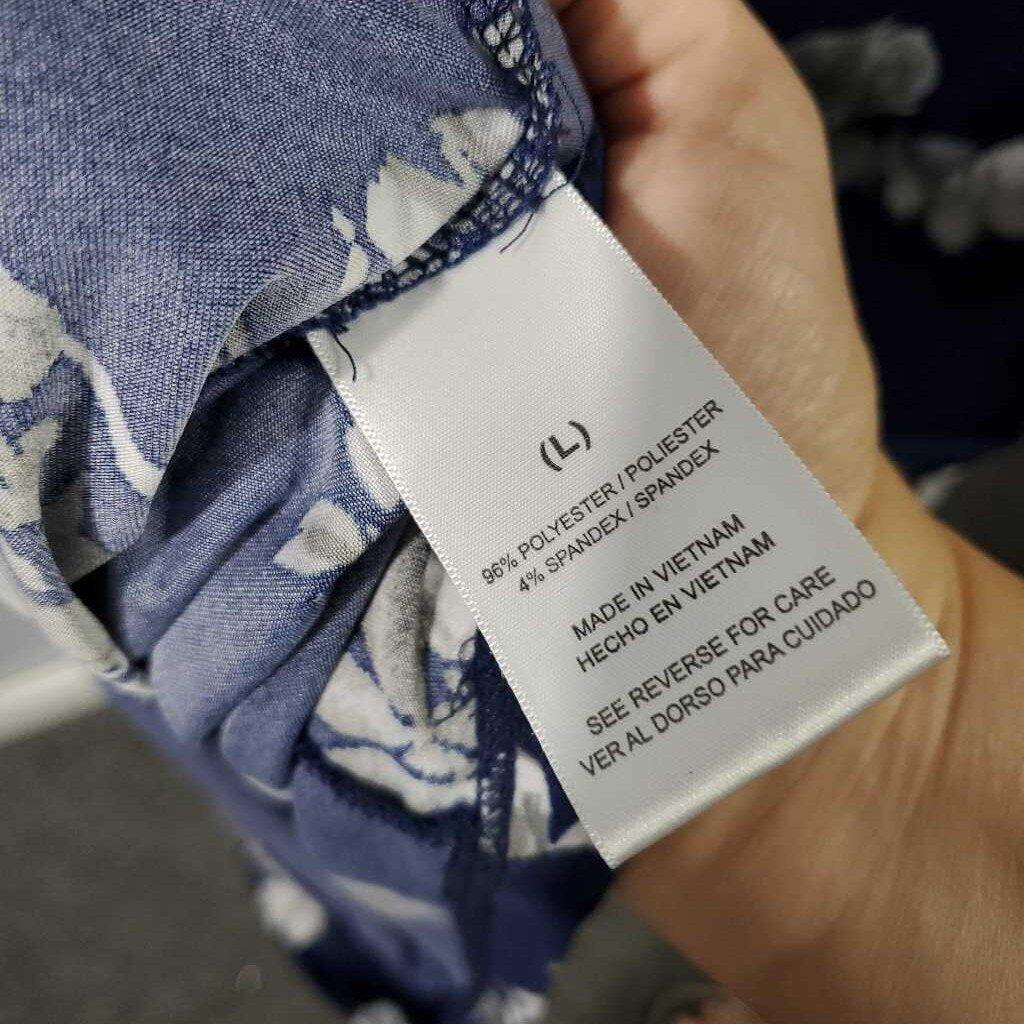 (L)
96% POLYESTER / POLIESTER
4% SPANDEX / SPANDEX
MADE IN VIETNAM
HECHO EN VIETNAM
SEE REVERSE FOR CARE
VER AL DORSO PARA CUIDADO